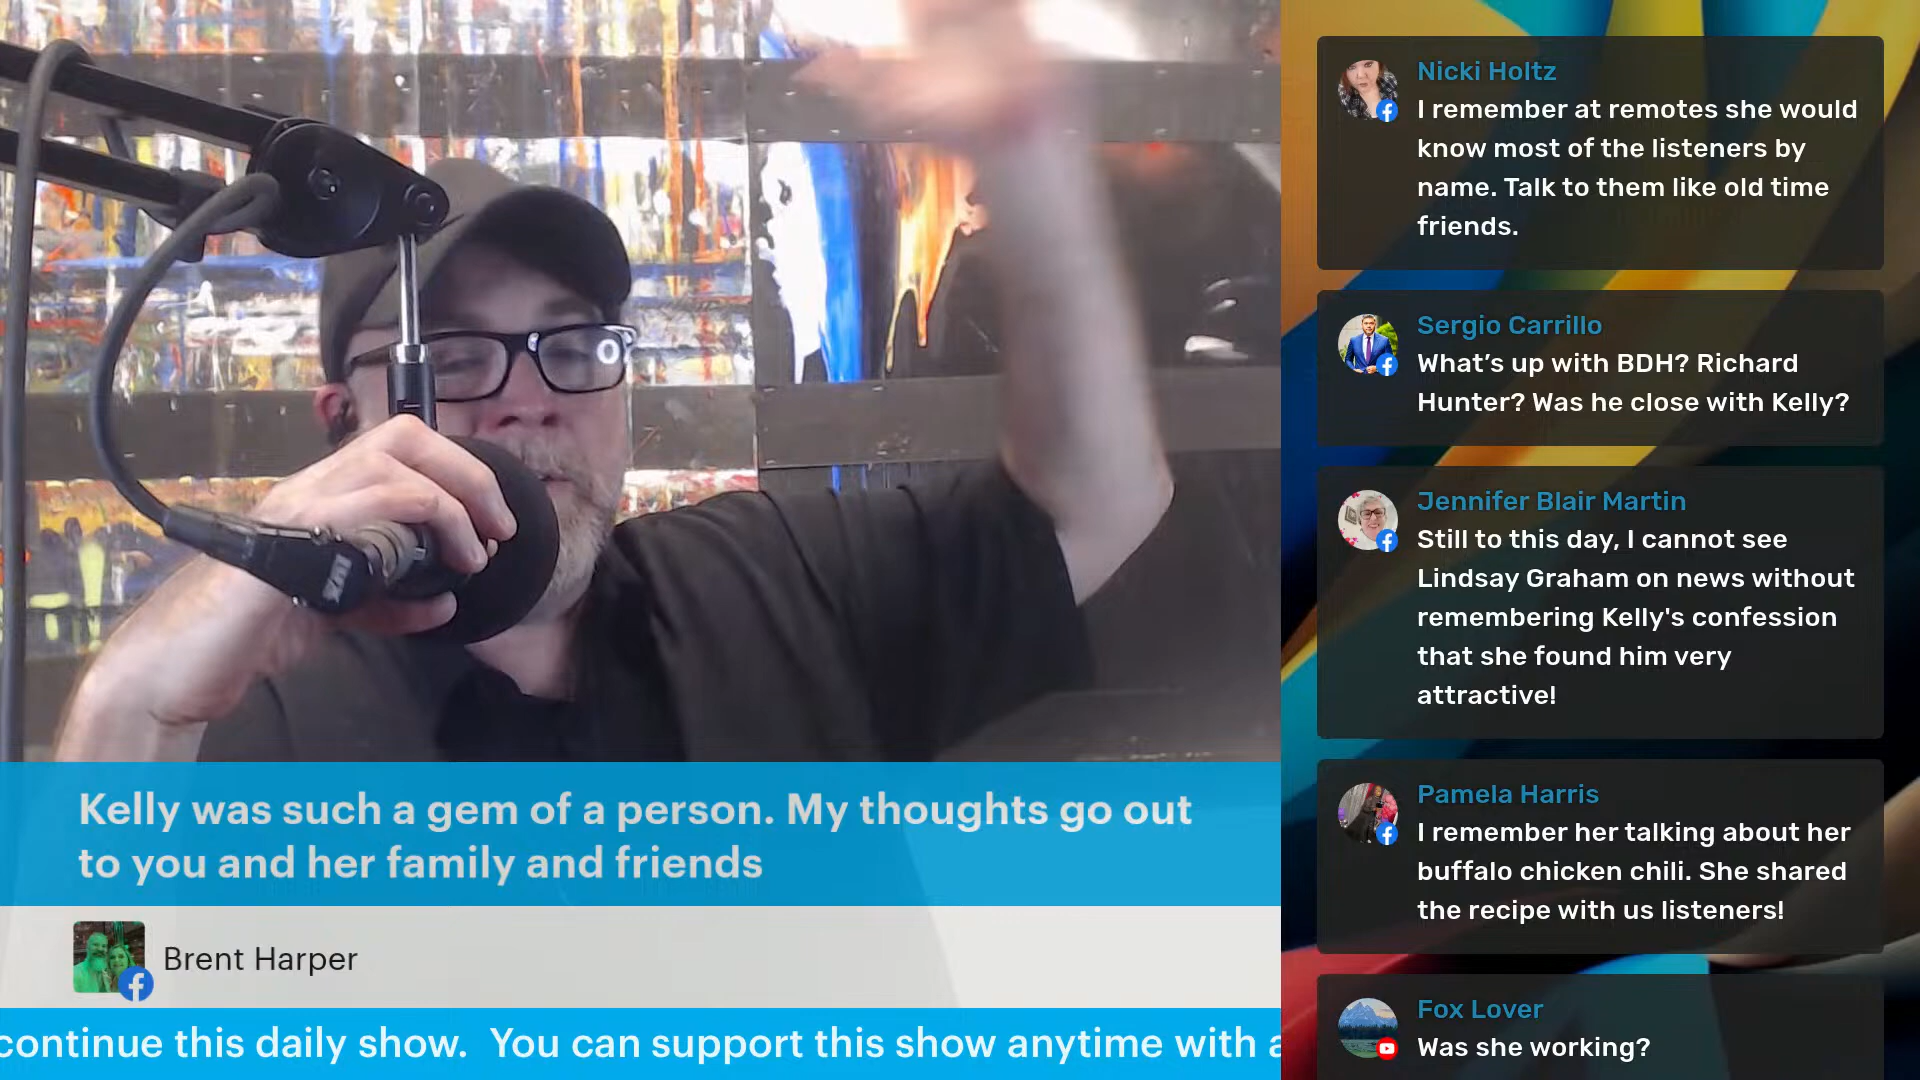 Nicki Holtz
I remember at remotes she would
know most of the listeners by
name. Talk to them like old time
friends.
Sergio Carrillo
What’s up with BDH? Richard
Hunter? Was he close with Kelly?
Jennifer Blair Martin
Still to this day, I cannot see
Lindsay Graham on news without
remembering Kelly's confession
that she found him very
attractive!
Pamela Harris
I remember her talking about her
buffalo chicken chili. She shared
the recipe with us listeners!
Fox Lover
Was she working?
Kelly was such a gem of a person. My thoughts go out
to you and her family and friends
Brent Harper
continue this daily show. You can support this show anytime with a